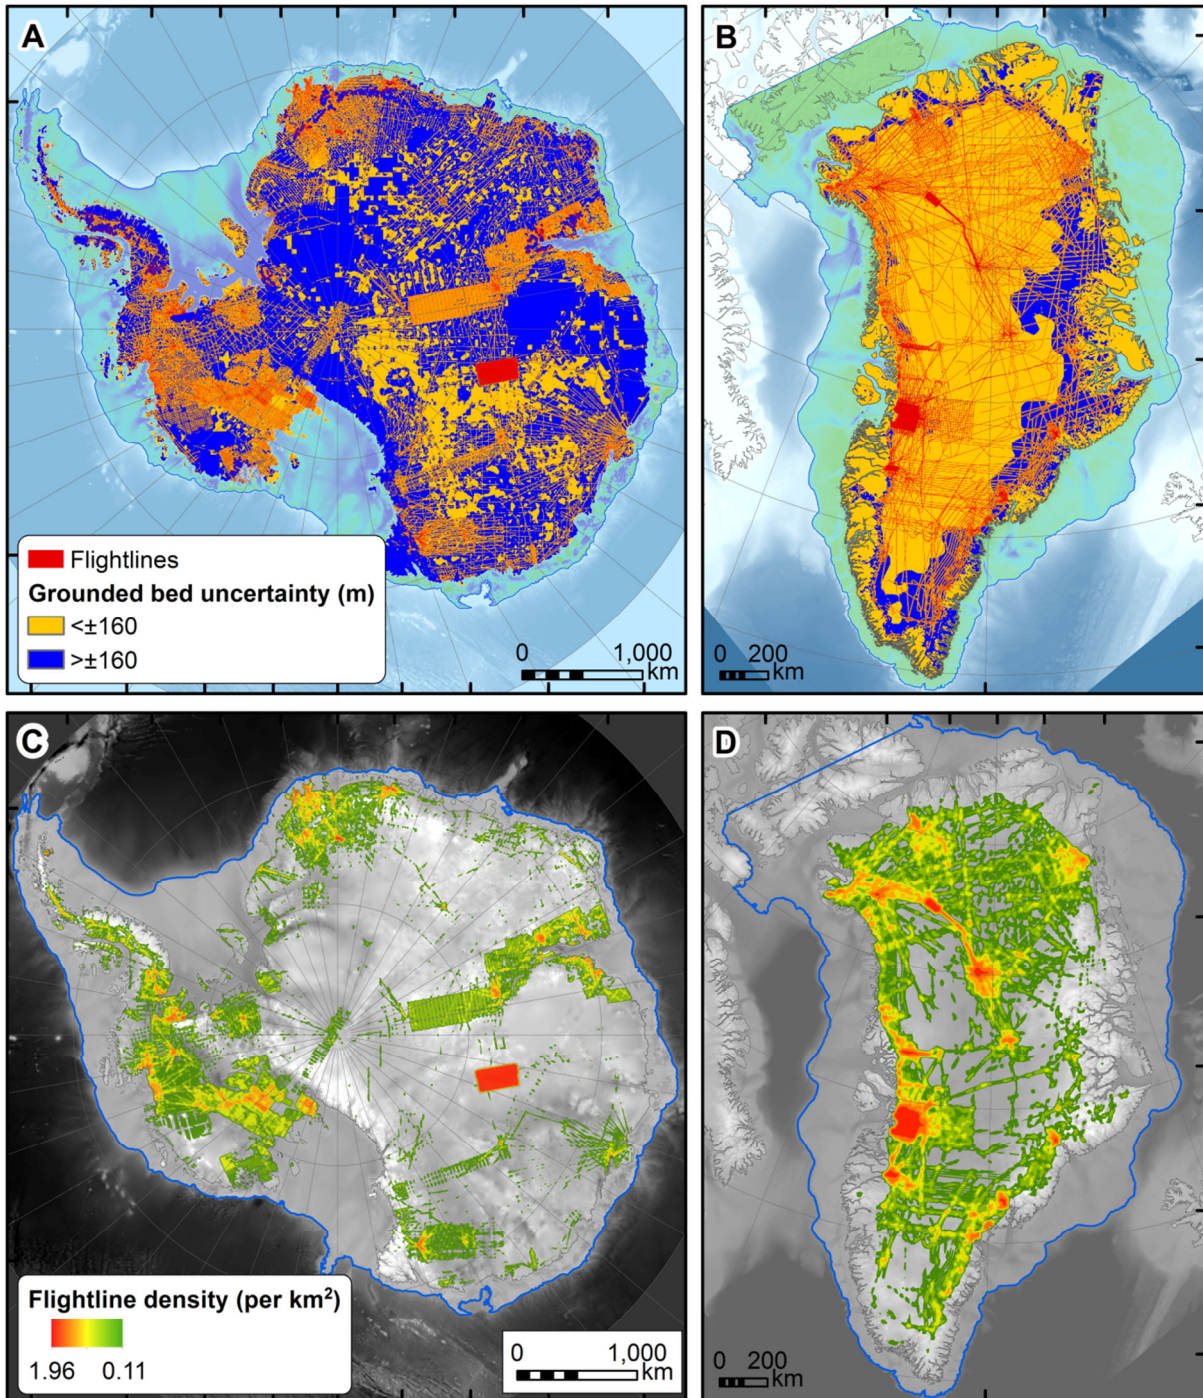 A
B
Flightlines
Grounded bed uncertainty (m)
<±160
>±160
0 1,000
km
0 200
km
C
D
Flightline density (per km²)
1.96 0.11
0 1,000
km
0 200
km